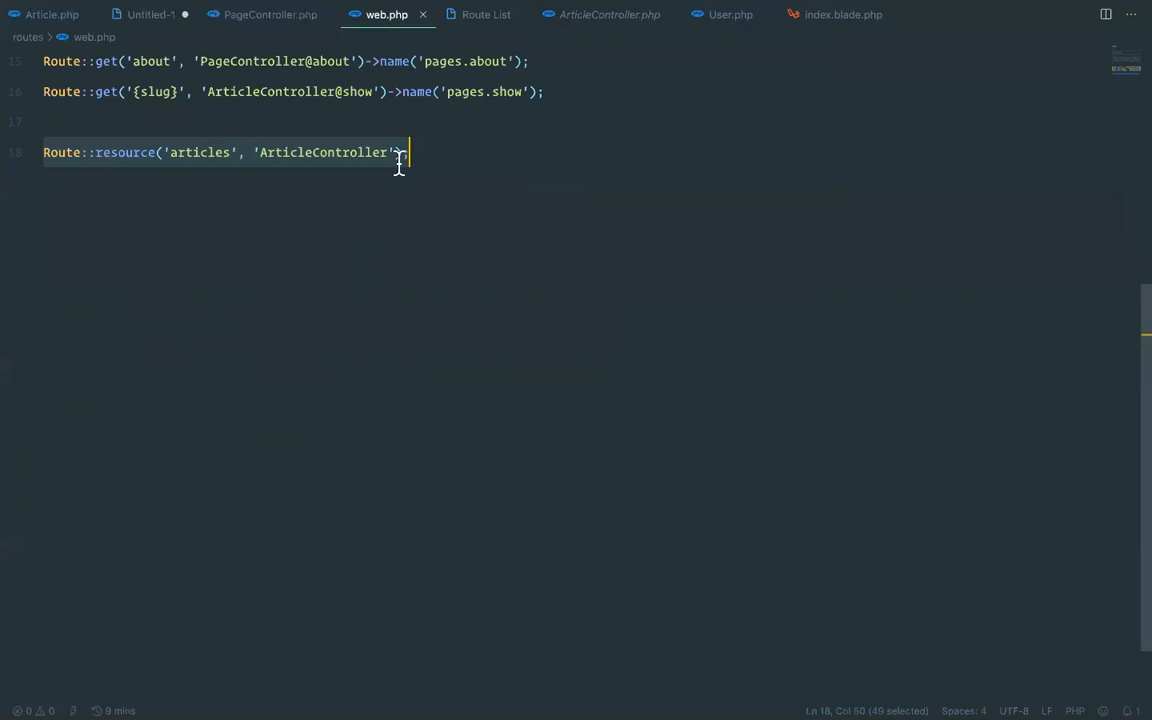 Article.php Untitled-1 PageController.php web.php Route List ArticleController.php User.php index.blade.php
routes web.php
15 Route::get('about', 'PageController@about')->name('pages.about');
16 Route::get('{slug}', 'ArticleController@show')->name('pages.show');
17
18 Route::resource('articles', 'ArticleController');
0 0 9 mins Ln 18, Col 50 (49 selected) Spaces: 4 UTF-8 LF PHP 1